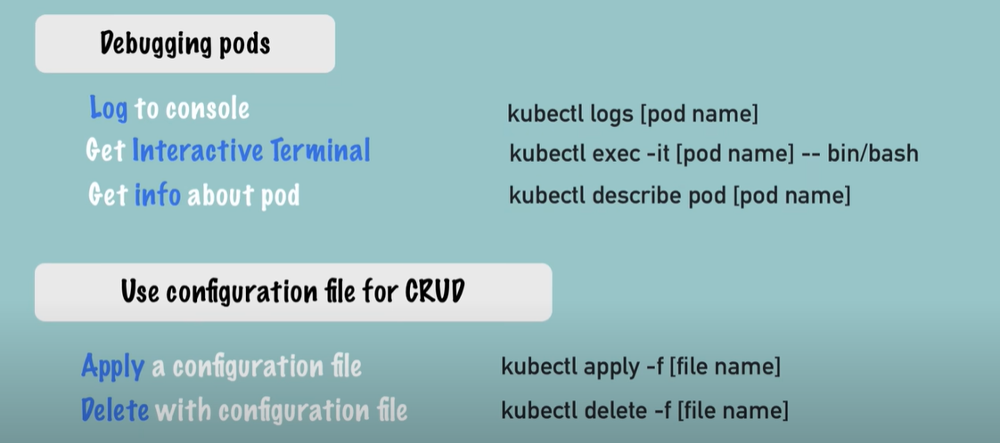 Debugging pods
Log to console kubectl logs [pod name]
Get Interactive Terminal kubectl exec -it [pod name] -- bin/bash
Get info about pod kubectl describe pod [pod name]
Use configuration file for CRUD
Apply a configuration file kubectl apply -f [file name]
Delete with configuration file kubectl delete -f [file name]